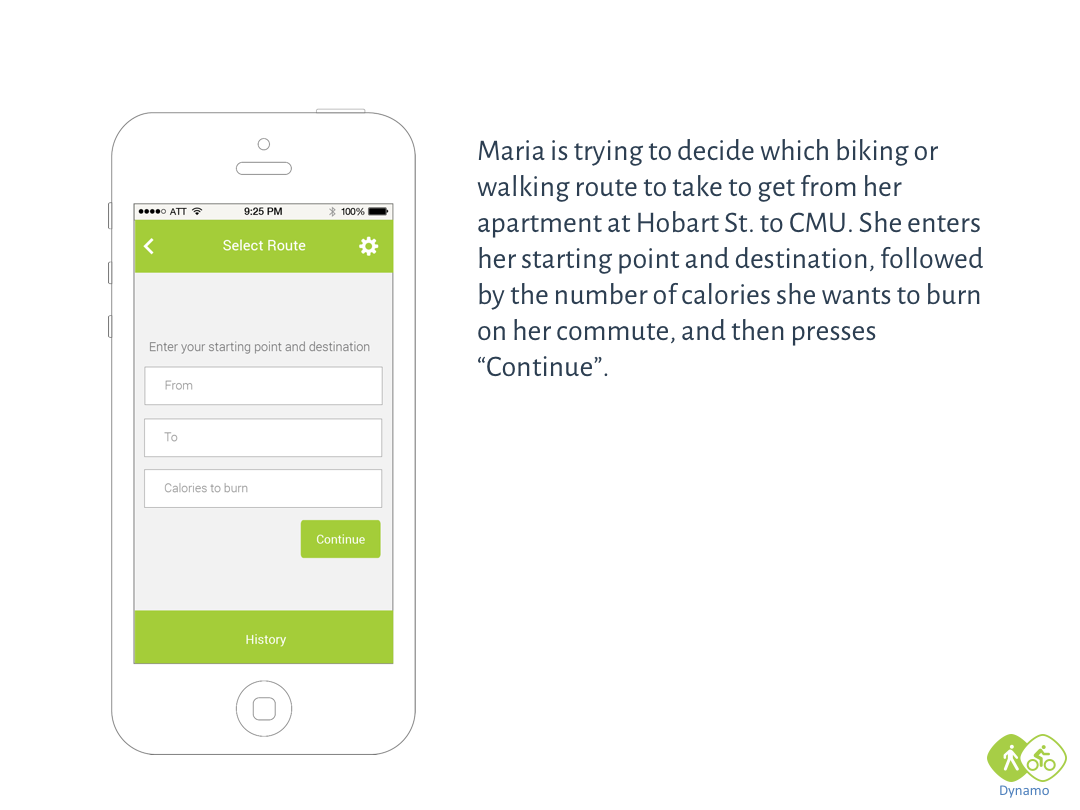 ATT 9:25 PM 100%
Select Route
Enter your starting point and destination
From
To
Calories to burn
Continue
History
Maria is trying to decide which biking or
walking route to take to get from her
apartment at Hobart St. to CMU. She enters
her starting point and destination, followed
by the number of calories she wants to burn
on her commute, and then presses
“Continue”.
Dynamo